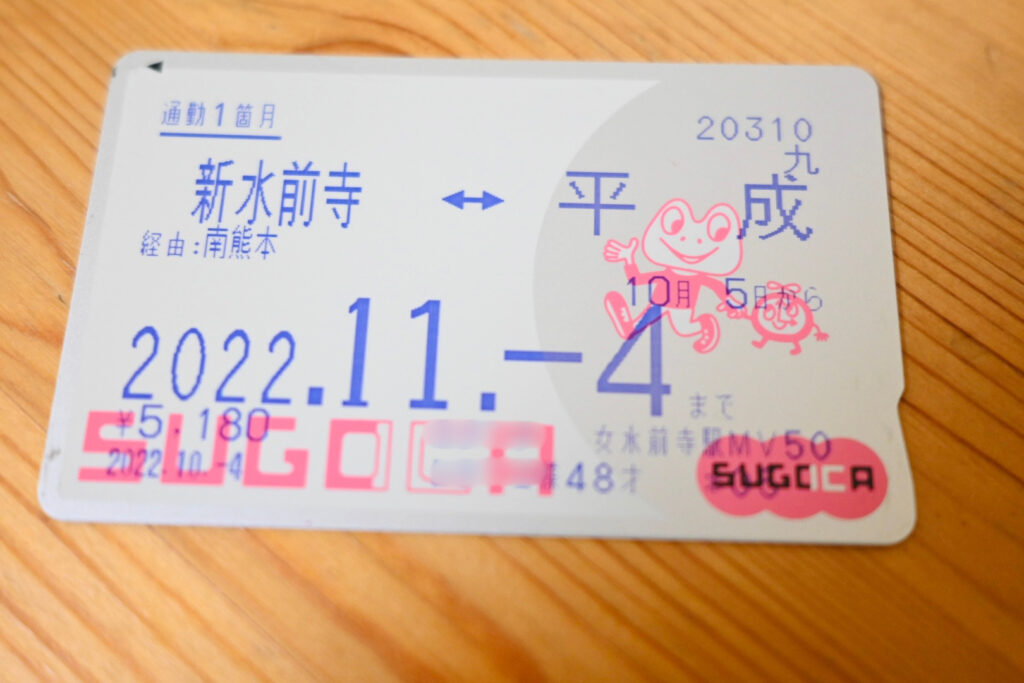 通勤1箇月
20310
九
新水前寺 ↔ 平成
経由:南熊本
10月 5日から
2022.11.-4 まで
¥5,180
女水前寺駅MV50
2022.10.-4
48才
SUGOCA
SUGOCA